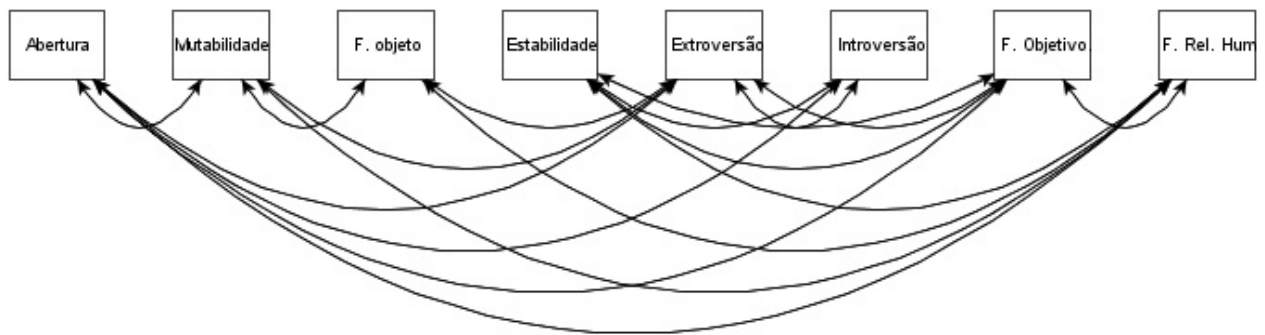 Abertura
Mutabilidade
F. objeto
Estabilidade
Extroversão
Introversão
F. Objetivo.
F. Rel. Hum